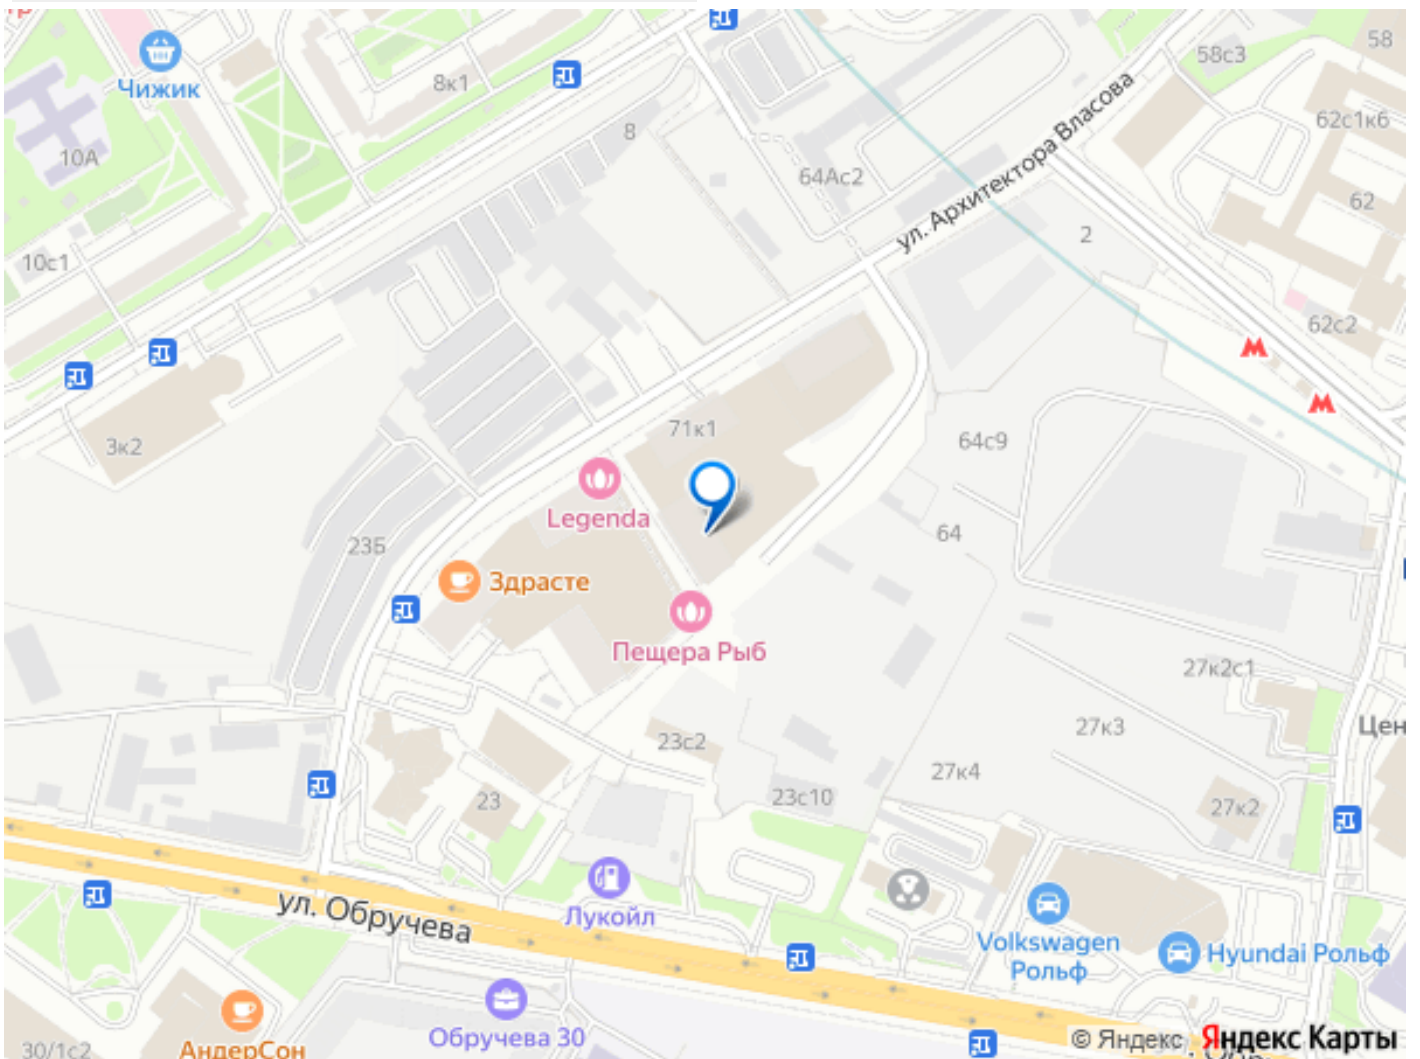 58
58с3
Чижик
8к1
62с1к6
8
10А
ул. Архитектора Власова
64Ас2
62
2
10с1
62с2
71к1
64с9
3к2
Legenda
64
23Б
Здрасте
Пещера Рыб
27к2с1
Цен
27к3
23с2
27к4
23с10
23
27к2
ул. Обручева
Лукойл
Volkswagen
Рольф
Hyundai Рольф
Обручева 30
АндерСон
30/1с2
© Яндекс Яндекс Карты